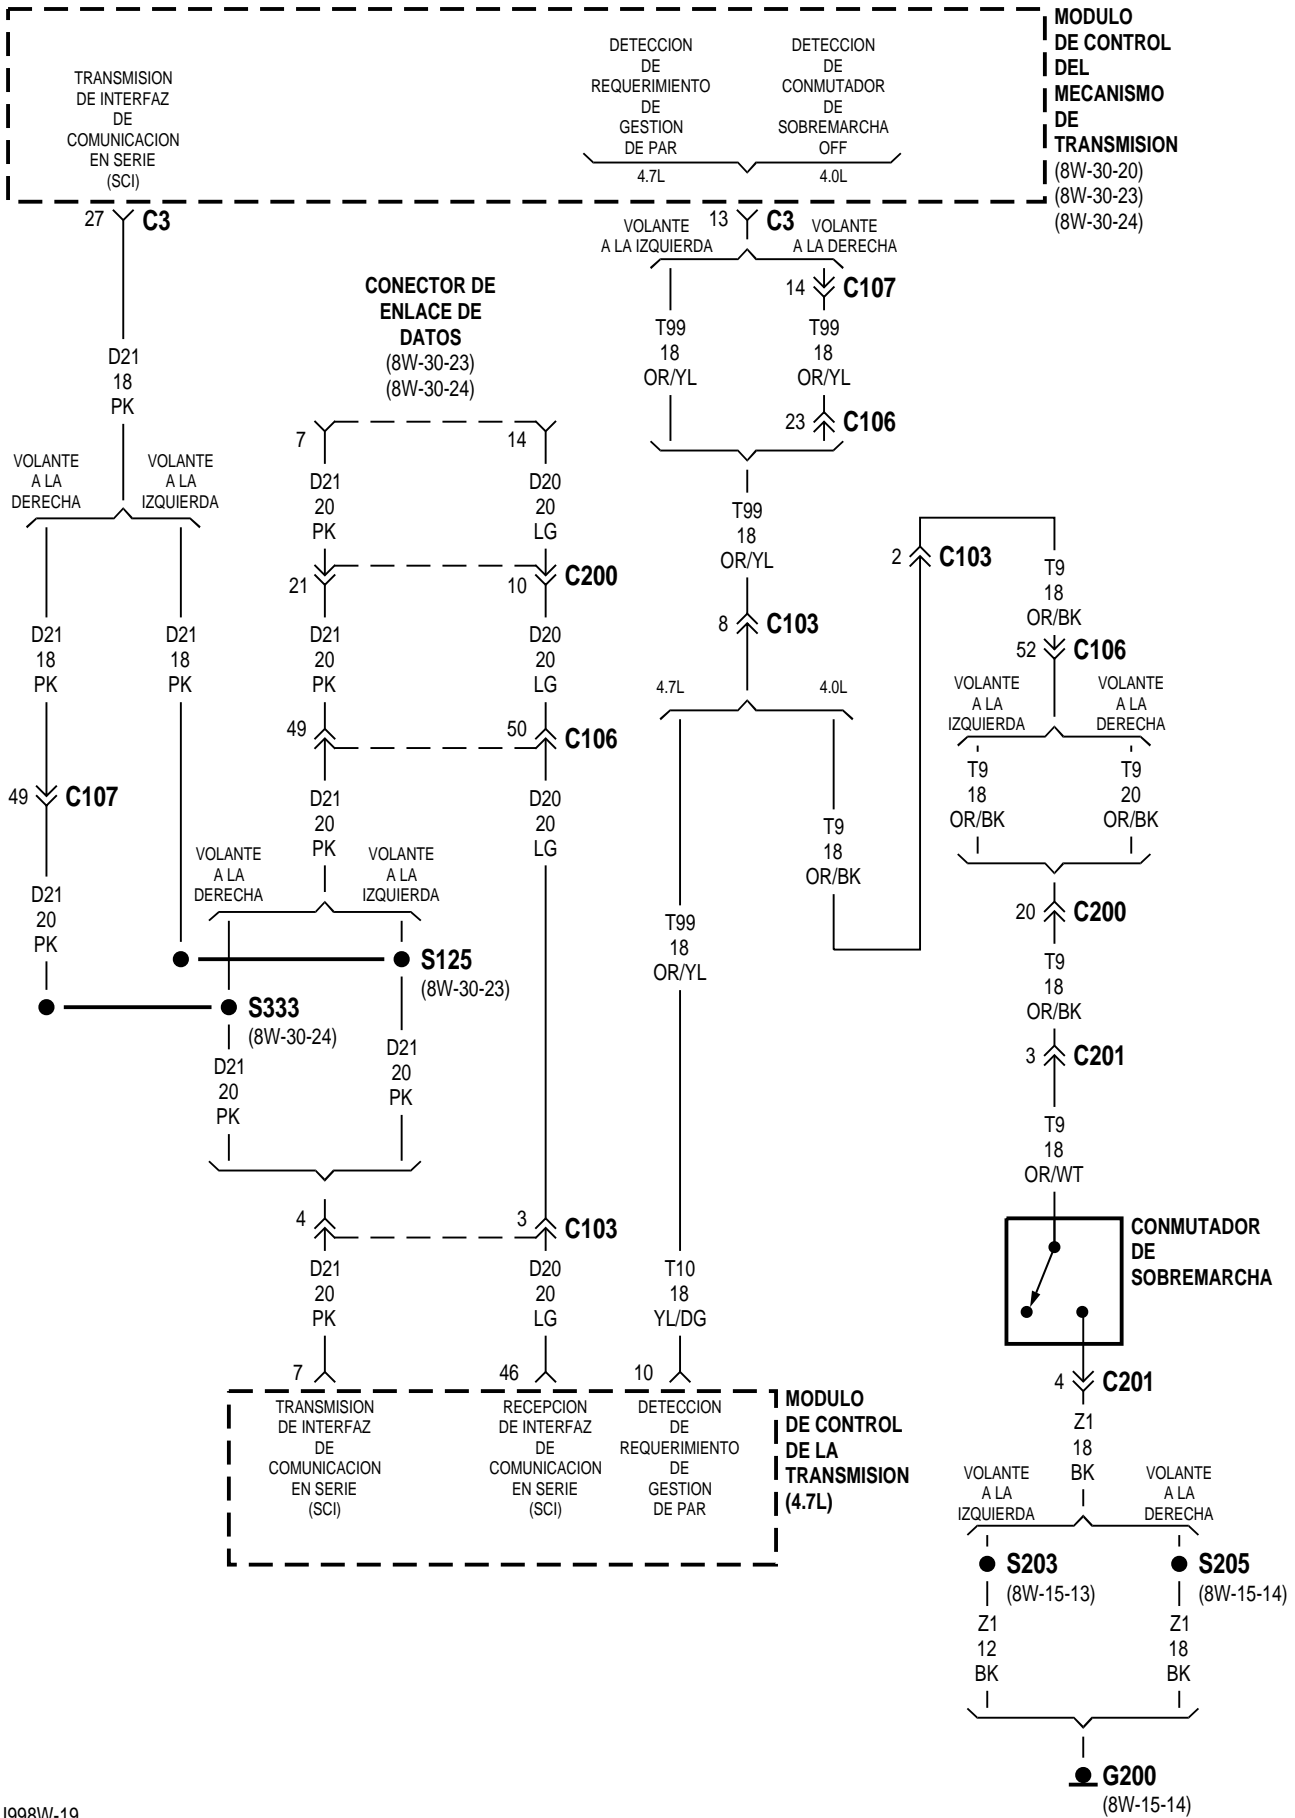 MODULO
DE CONTROL
DEL
MECANISMO
DE
TRANSMISION
(8W-30-20)
(8W-30-23)
(8W-30-24)
TRANSMISION
DE INTERFAZ
DE
COMUNICACION
EN SERIE
(SCI)
DETECCION
DE
REQUERIMIENTO
DE
GESTION
DE PAR
4.7L
DETECCION
DE
CONMUTADOR
DE
SOBREMARCHA
OFF
4.0L
27 C3
13 C3
VOLANTE
A LA IZQUIERDA
VOLANTE
A LA DERECHA
14 C107
T99
18
OR/YL
T99
18
OR/YL
23 C106
D21
18
PK
CONECTOR DE
ENLACE DE
DATOS
(8W-30-23)
(8W-30-24)
7
14
VOLANTE
A LA
DERECHA
VOLANTE
A LA
IZQUIERDA
D21
20
PK
D20
20
LG
21
10 C200
T99
18
OR/YL
2 C103
T9
18
OR/BK
8 C103
52 C106
D21
18
PK
D21
18
PK
D21
20
PK
D20
20
LG
4.7L
4.0L
VOLANTE
A LA
IZQUIERDA
VOLANTE
A LA
DERECHA
49
50 C106
49 C107
D21
20
PK
D20
20
LG
T9
18
OR/BK
T9
20
OR/BK
T9
18
OR/BK
VOLANTE
A LA
DERECHA
VOLANTE
A LA
IZQUIERDA
D21
20
PK
T99
18
OR/YL
20 C200
S125
(8W-30-23)
S333
(8W-30-24)
T9
18
OR/BK
3 C201
D21
20
PK
D21
20
PK
T9
18
OR/WT
4
3 C103
D21
20
PK
D20
20
LG
T10
18
YL/DG
CONMUTADOR
DE
SOBREMARCHA
7
46
10
4 C201
TRANSMISION
DE INTERFAZ
DE
COMUNICACION
EN SERIE
(SCI)
RECEPCION
DE INTERFAZ
DE
COMUNICACION
EN SERIE
(SCI)
DETECCION
DE
REQUERIMIENTO
DE
GESTION
DE PAR
MODULO
DE CONTROL
DE LA
TRANSMISION
(4.7L)
Z1
18
BK
VOLANTE
A LA
IZQUIERDA
VOLANTE
A LA
DERECHA
S203
(8W-15-13)
S205
(8W-15-14)
Z1
12
BK
Z1
18
BK
G200
(8W-15-14)
J998W-19